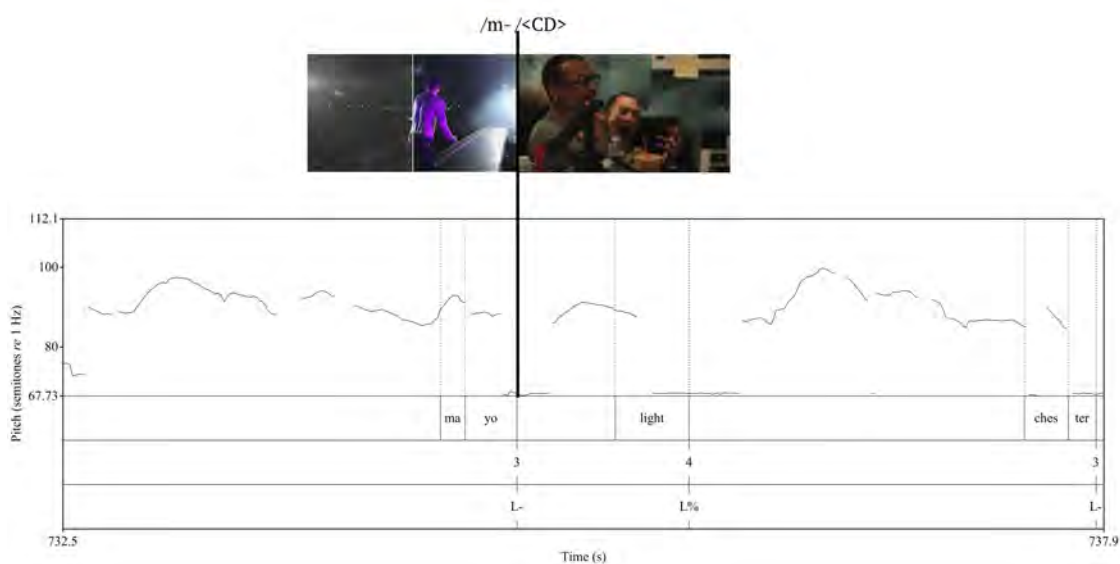 /m- /<CD>
112.1
100
80
67.73
Pitch (semitones re 1 Hz)
ma yo light ches ter
3 4 3
L- L% L-
732.5 737.9
Time (s)